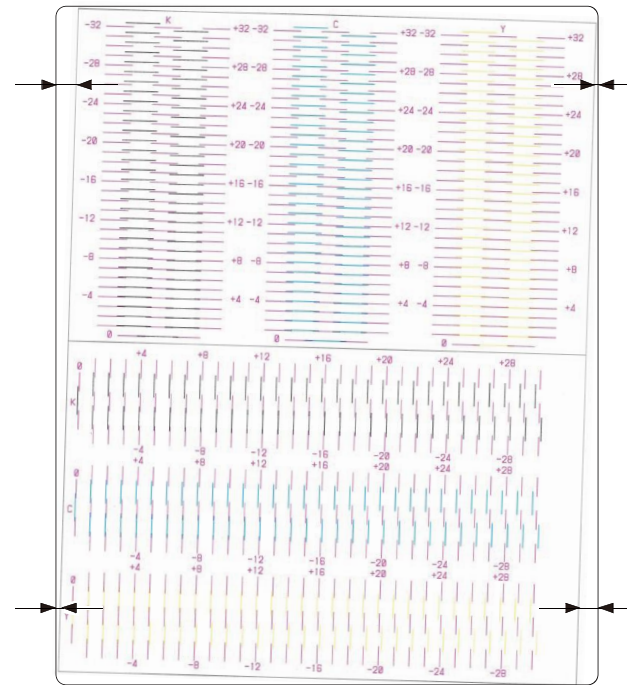 K C Y
-32 +32 -32 +32 -32 +32
-28 +28 -28 +28 -28 +28
-24 +24 -24 +24 -24 +24
-20 +20 -20 +20 -20 +20
-16 +16 -16 +16 -16 +16
-12 +12 -12 +12 -12 +12
-8 +8 -8 +8 -8 +8
-4 +4 -4 +4 -4 +4
0 0 0
0 +4 +8 +12 +16 +20 +24 +28
K
-4 -8 -12 -16 -20 -24 -28
0 +4 +8 +12 +16 +20 +24 +28
C
-4 -8 -12 -16 -20 -24 -28
0 +4 +8 +12 +16 +20 +24 +28
Y
-4 -8 -12 -16 -20 -24 -28